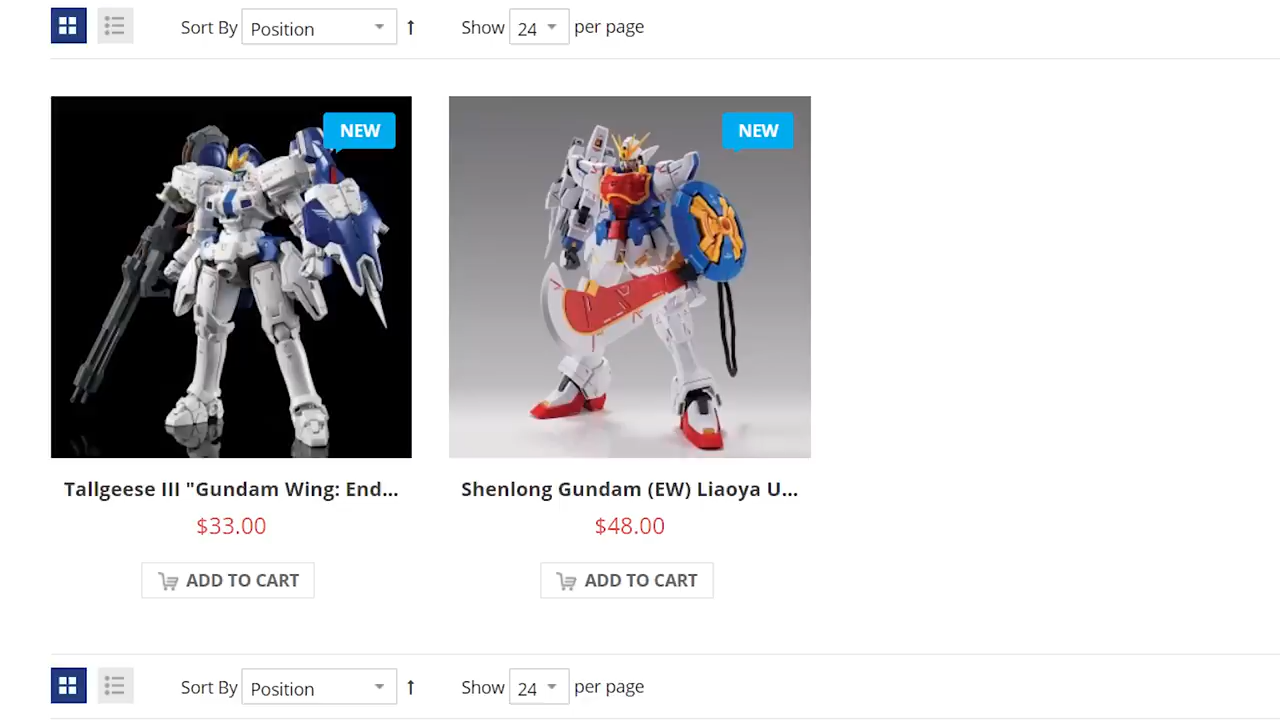 Sort By Position Show 24 per page
NEW NEW
Tallgeese III "Gundam Wing: End... Shenlong Gundam (EW) Liaoya U...
$33.00 $48.00
ADD TO CART ADD TO CART
Sort By Position Show 24 per page